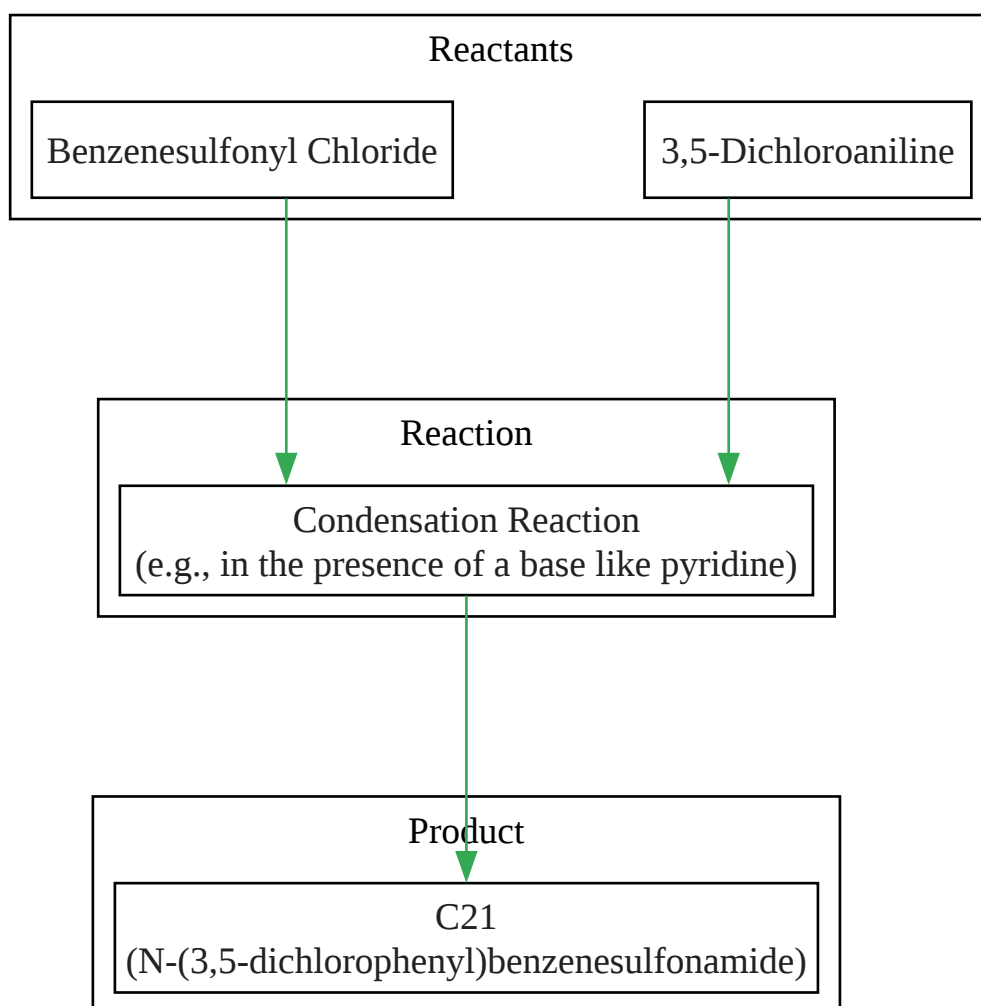 Reactants
Benzenesulfonyl Chloride
3,5-Dichloroaniline
Reaction
Condensation Reaction
(e.g., in the presence of a base like pyridine)
Product
C21
(N-(3,5-dichlorophenyl)benzenesulfonamide)